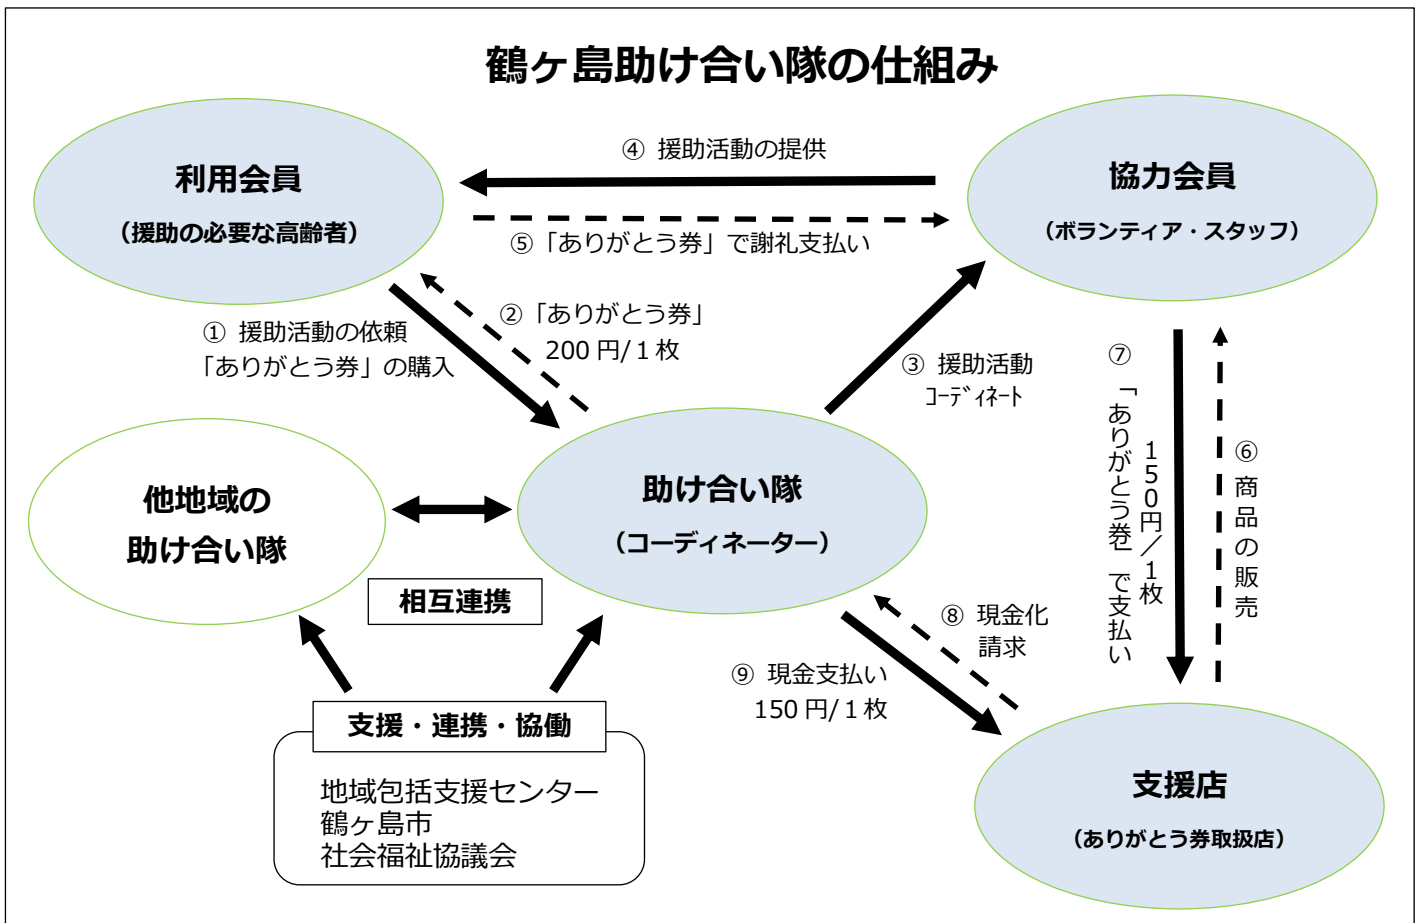 鶴ヶ島助け合い隊の仕組み
利用会員
（援助の必要な高齢者）
④ 援助活動の提供
⑤「ありがとう券」で謝礼支払い
協力会員
（ボランティア・スタッフ）
① 援助活動の依頼
「ありがとう券」の購入
②「ありがとう券」
200 円/１枚
③ 援助活動
ｺｰﾃﾞｨﾈｰﾄ
⑦「ありがとう券」で支払い
150円／1枚
⑥商品の販売
他地域の
助け合い隊
相互連携
助け合い隊
（コーディネーター）
⑧ 現金化
請求
⑨ 現金支払い
150 円/１枚
支援・連携・協働
地域包括支援センター
鶴ヶ島市
社会福祉協議会
支援店
（ありがとう券取扱店）